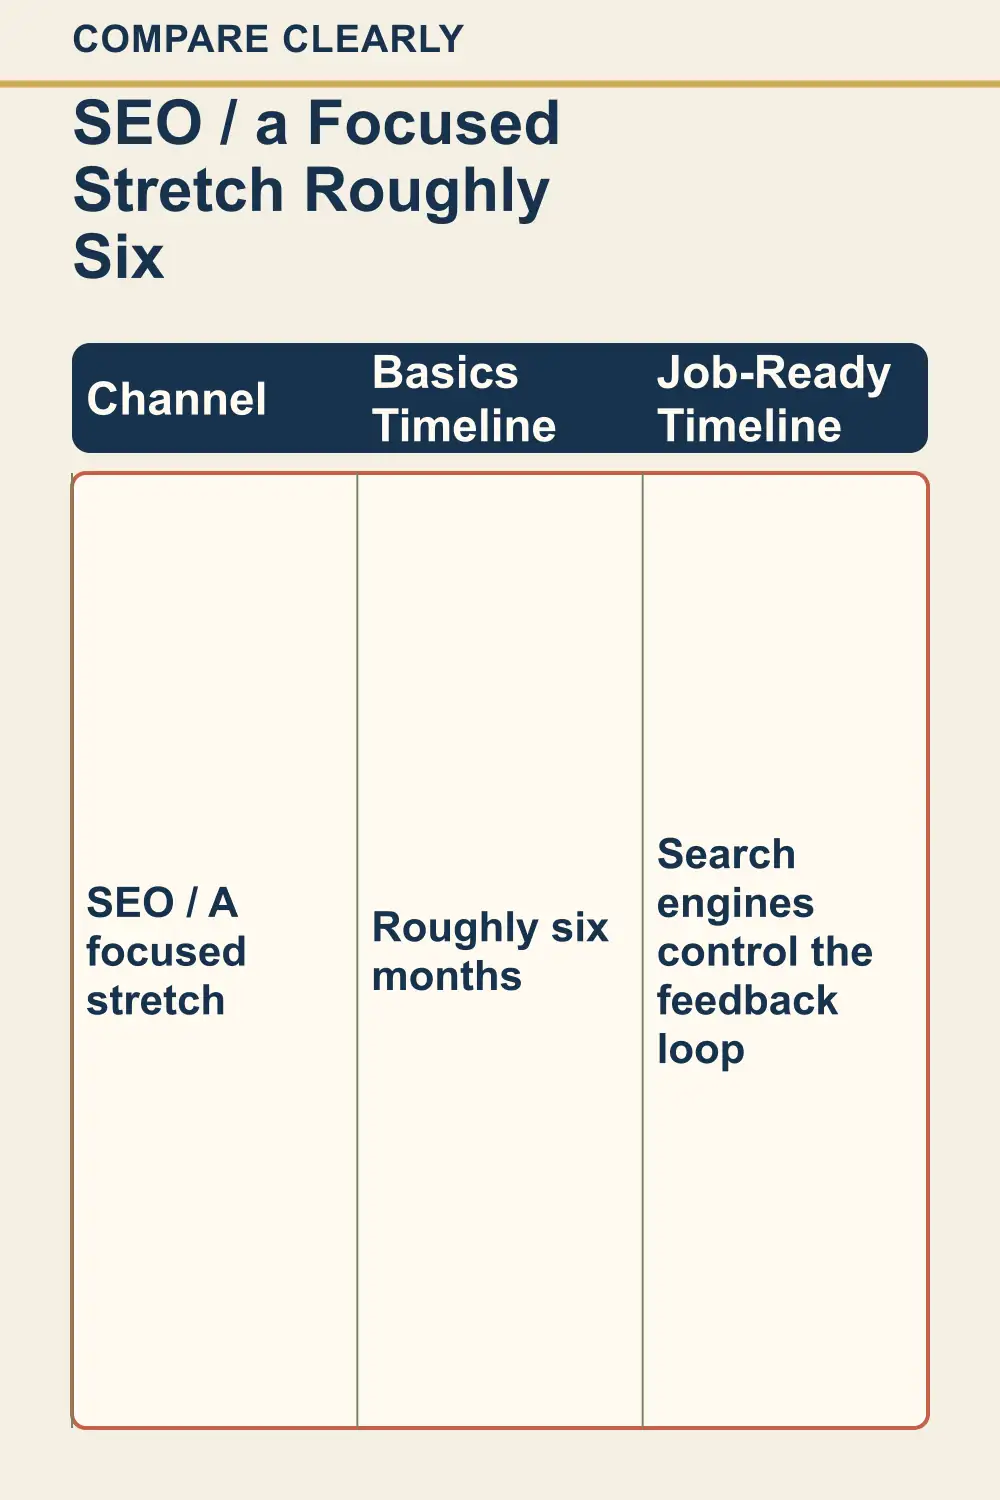 COMPARE CLEARLY
SEO / a Focused
Stretch Roughly
Six
Channel
Basics
Timeline
Job-Ready
Timeline
SEO / A
focused
stretch
Roughly six
months
Search
engines
control the
feedback
loop